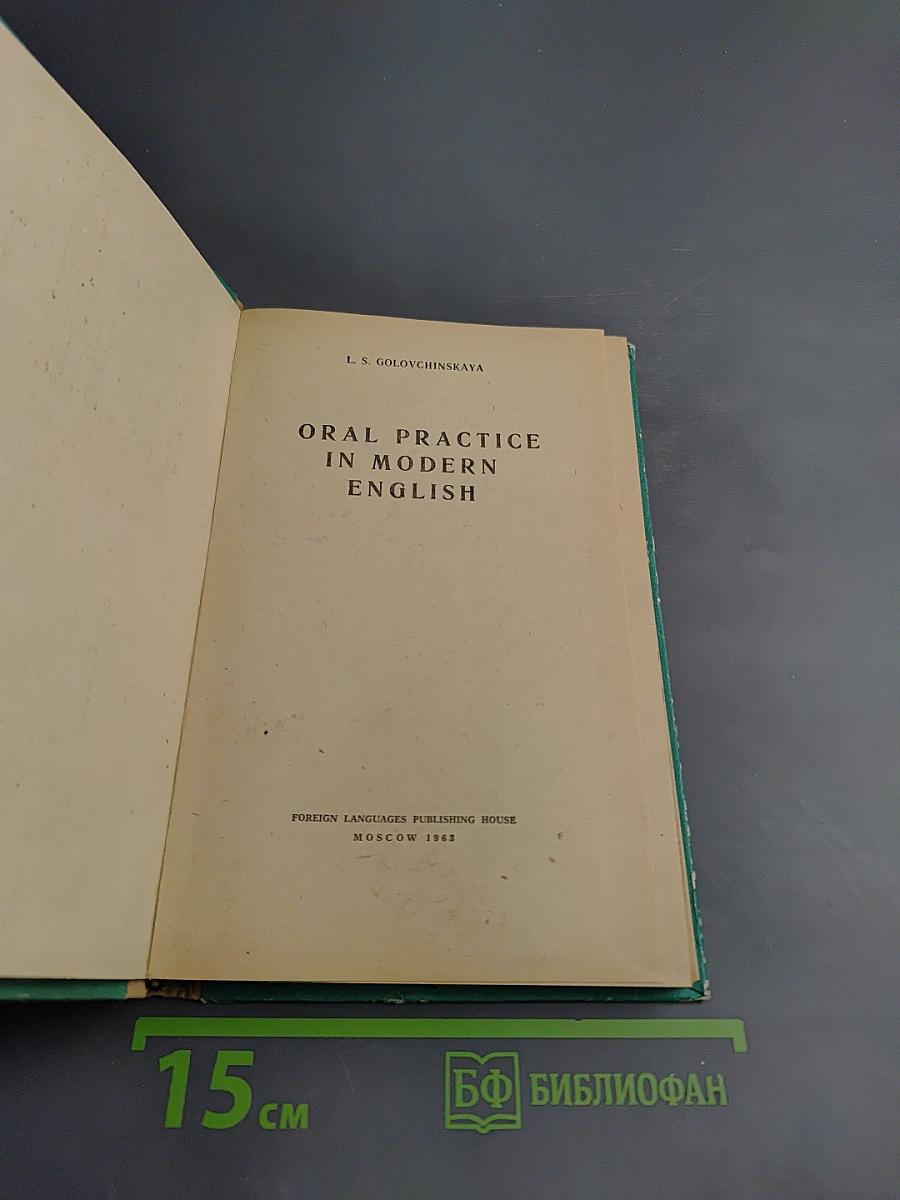 L. S. GOLOVCHINSKAYA
ORAL PRACTICE
IN MODERN
ENGLISH
FOREIGN LANGUAGES PUBLISHING HOUSE
MOSCOW 1963
15 см
БФ БИБЛИОФАН